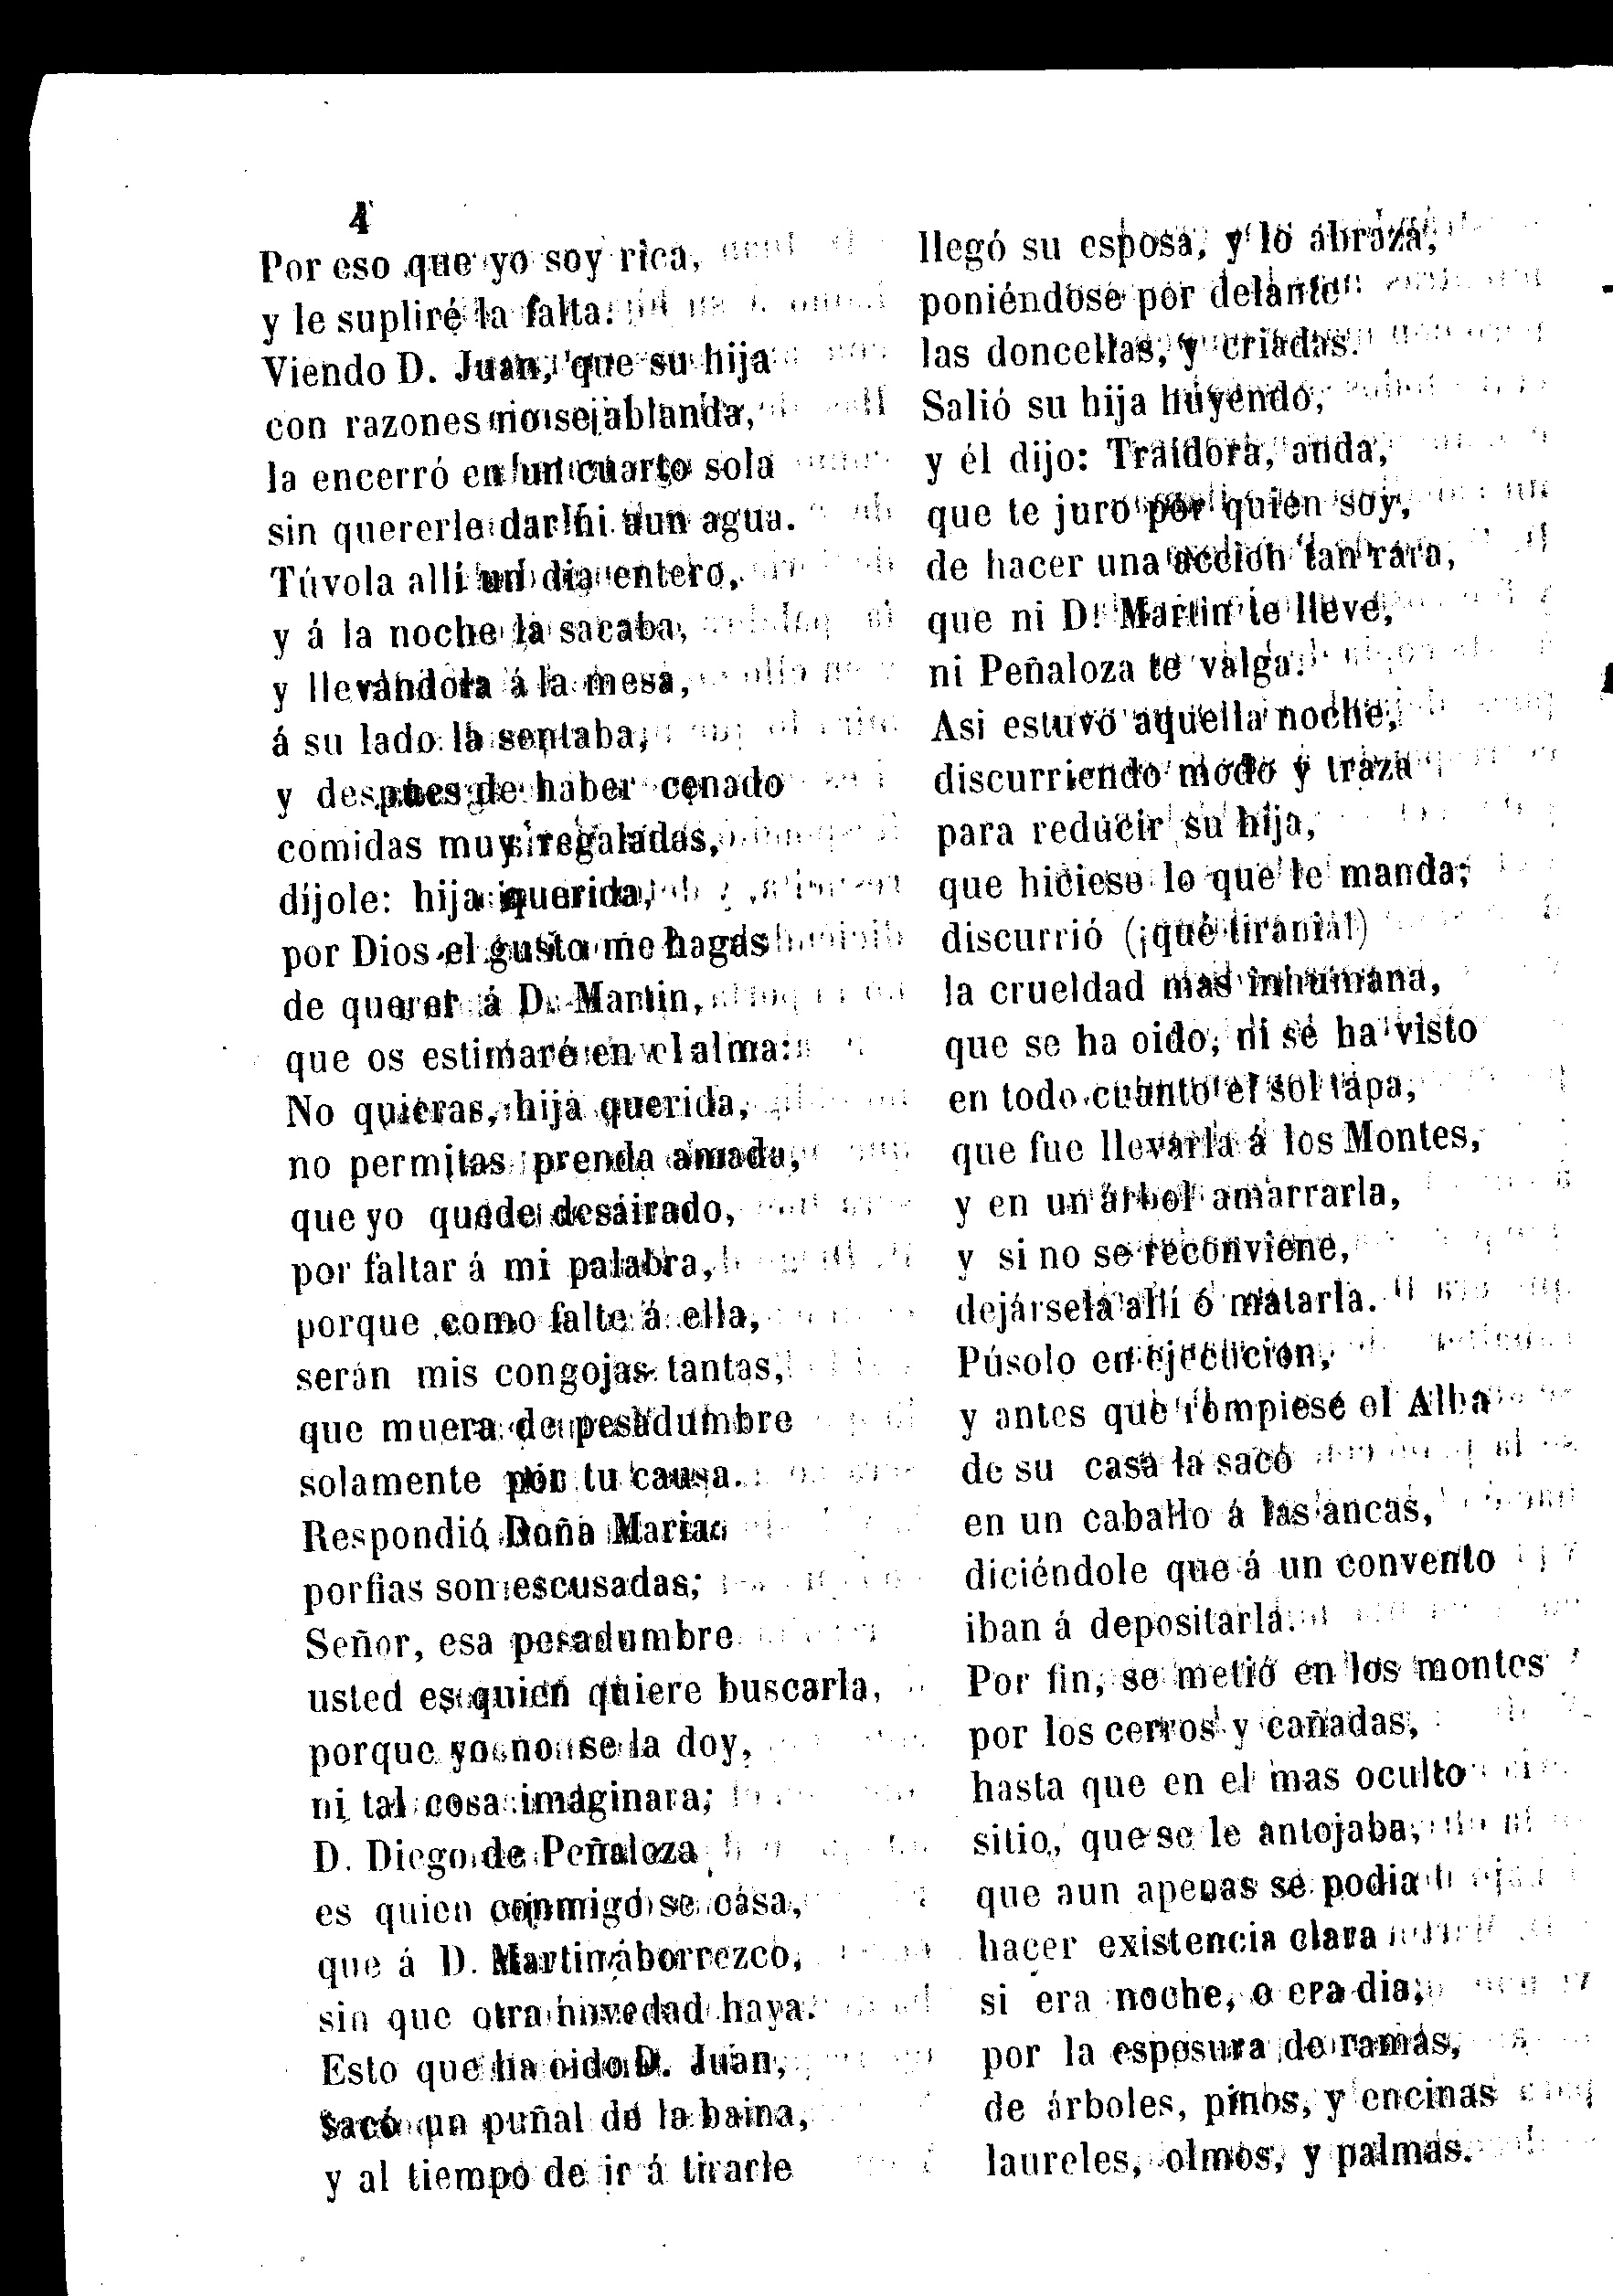 4
Por eso que yo soy rica,
y le supliré la falta.
Viendo D. Juan, que su hija
con razones no se ablanda,
la encerró en un cuarto sola
sin quererle dar ni aun agua.
Túvola allí un dia entero,
y á la noche la sacaba,
y llevándola á la mesa,
á su lado la sentaba,
y despues de haber cenado
comidas muy regaladas,
díjole: hija querida,
por Dios el gusto me hagas
de querer á D. Martin,
que os estimaré en el alma:
No quieras, hija querida,
no permitas prenda amada,
que yo quede desairado,
por faltar á mi palabra,
porque como falte á ella,
serán mis congojas tantas,
que muera de pesadumbre
solamente por tu causa.
Respondió Doña Maria
porfias son escusadas;
Señor, esa pesadumbre
usted es quien quiere buscarla,
porque yo no se la doy,
ni tal cosa imaginara;
D. Diego de Peñaloza
es quien conmigo se casa,
que á D. Martin aborrezco,
sin que otra novedad haya.
Esto que ha oido D. Juan,
sacó un puñal de la baina,
y al tiempo de ir á tirarle
llegó su esposa, y lo abraza,
poniéndose por delante
las doncellas, y criadas.
Salió su hija huyendo,
y él dijo: Traidora, anda,
que te juro por quien soy,
de hacer una accion tan rara,
que ni D. Martin te lleve,
ni Peñaloza te valga.
Asi estuvo aquella noche,
discurriendo modo y traza
para reducir su hija,
que hiciese lo que le manda;
discurrió (¡qué tirania!)
la crueldad mas inhumana,
que se ha oido, ni se ha visto
en todo cuanto el sol tapa,
que fue llevarla á los Montes,
y en un árbol amarrarla,
y si no se reconviene,
dejársela allí ó matarla.
Púsolo en ejecucion,
y antes que rompiese el Alba
de su casa la sacó
en un caballo á las ancas,
diciéndole que á un convento
iban á depositarla.
Por fin, se metió en los montes
por los cerros y cañadas,
hasta que en el mas oculto
sitio, que se le antojaba,
que aun apenas se podia
hacer existencia clara
si era noche, o era dia,
por la espesura de ramas,
de árboles, pinos, y encinas
laureles, olmos, y palmas.